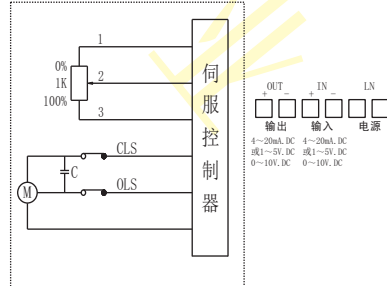 1
0%
1K
2
100%
3
CLS
C
M
OLS
伺服控制器
OUT IN LN
+ - + -
输出 输入 电源
4~20mA.DC 4~20mA.DC
或1~5V.DC 或1~5V.DC
0~10V.DC 0~10V.DC